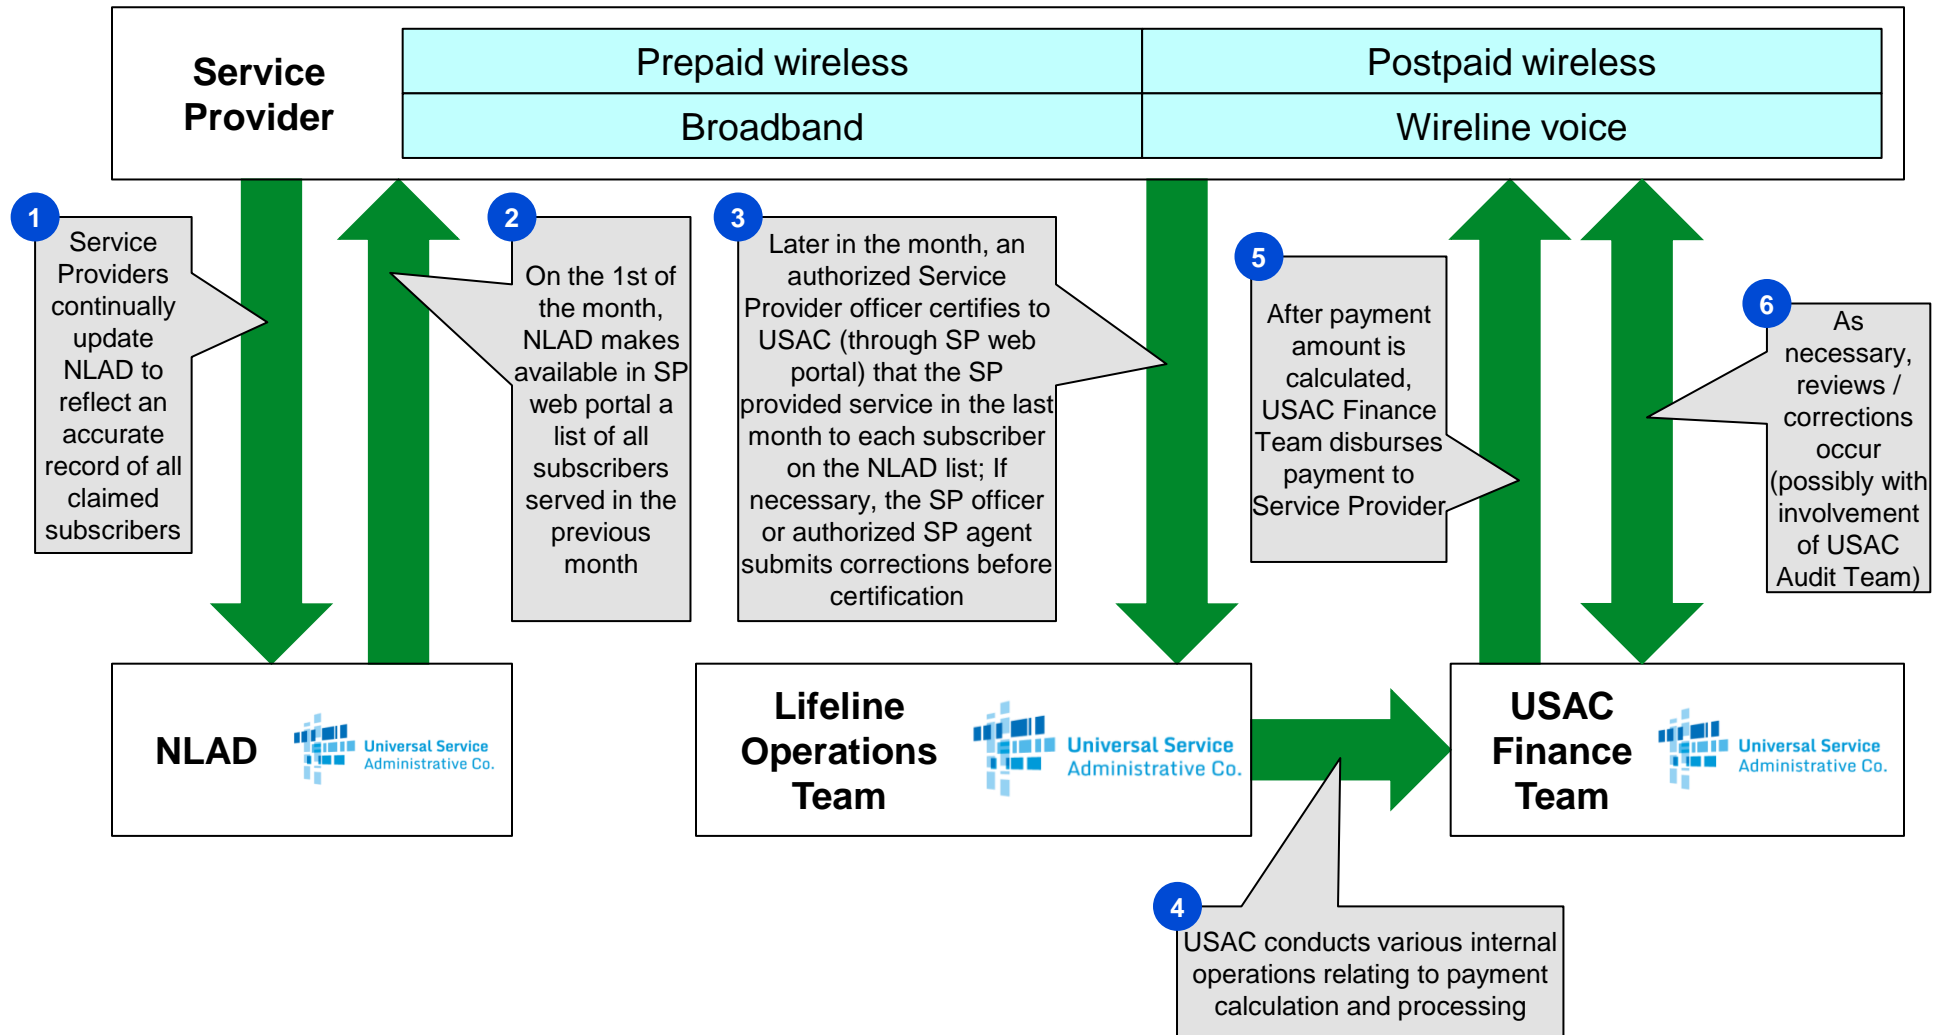 Service
Provider
Prepaid wireless
Postpaid wireless
Broadband
Wireline voice
1
Service
Providers
continually
update
NLAD to
reflect an
accurate
record of all
claimed
subscribers
2
On the 1st of
the month,
NLAD makes
available in SP
web portal a
list of all
subscribers
served in the
previous
month
3
Later in the month, an
authorized Service
Provider officer certifies to
USAC (through SP web
portal) that the SP
provided service in the last
month to each subscriber
on the NLAD list; If
necessary, the SP officer
or authorized SP agent
submits corrections before
certification
5
After payment
amount is
calculated,
USAC Finance
Team disburses
payment to
Service Provider
6
As
necessary,
reviews /
corrections
occur
(possibly with
involvement
of USAC
Audit Team)
NLAD
Universal Service
Administrative Co.
Lifeline
Operations
Team
Universal Service
Administrative Co.
USAC
Finance
Team
Universal Service
Administrative Co.
4
USAC conducts various internal
operations relating to payment
calculation and processing